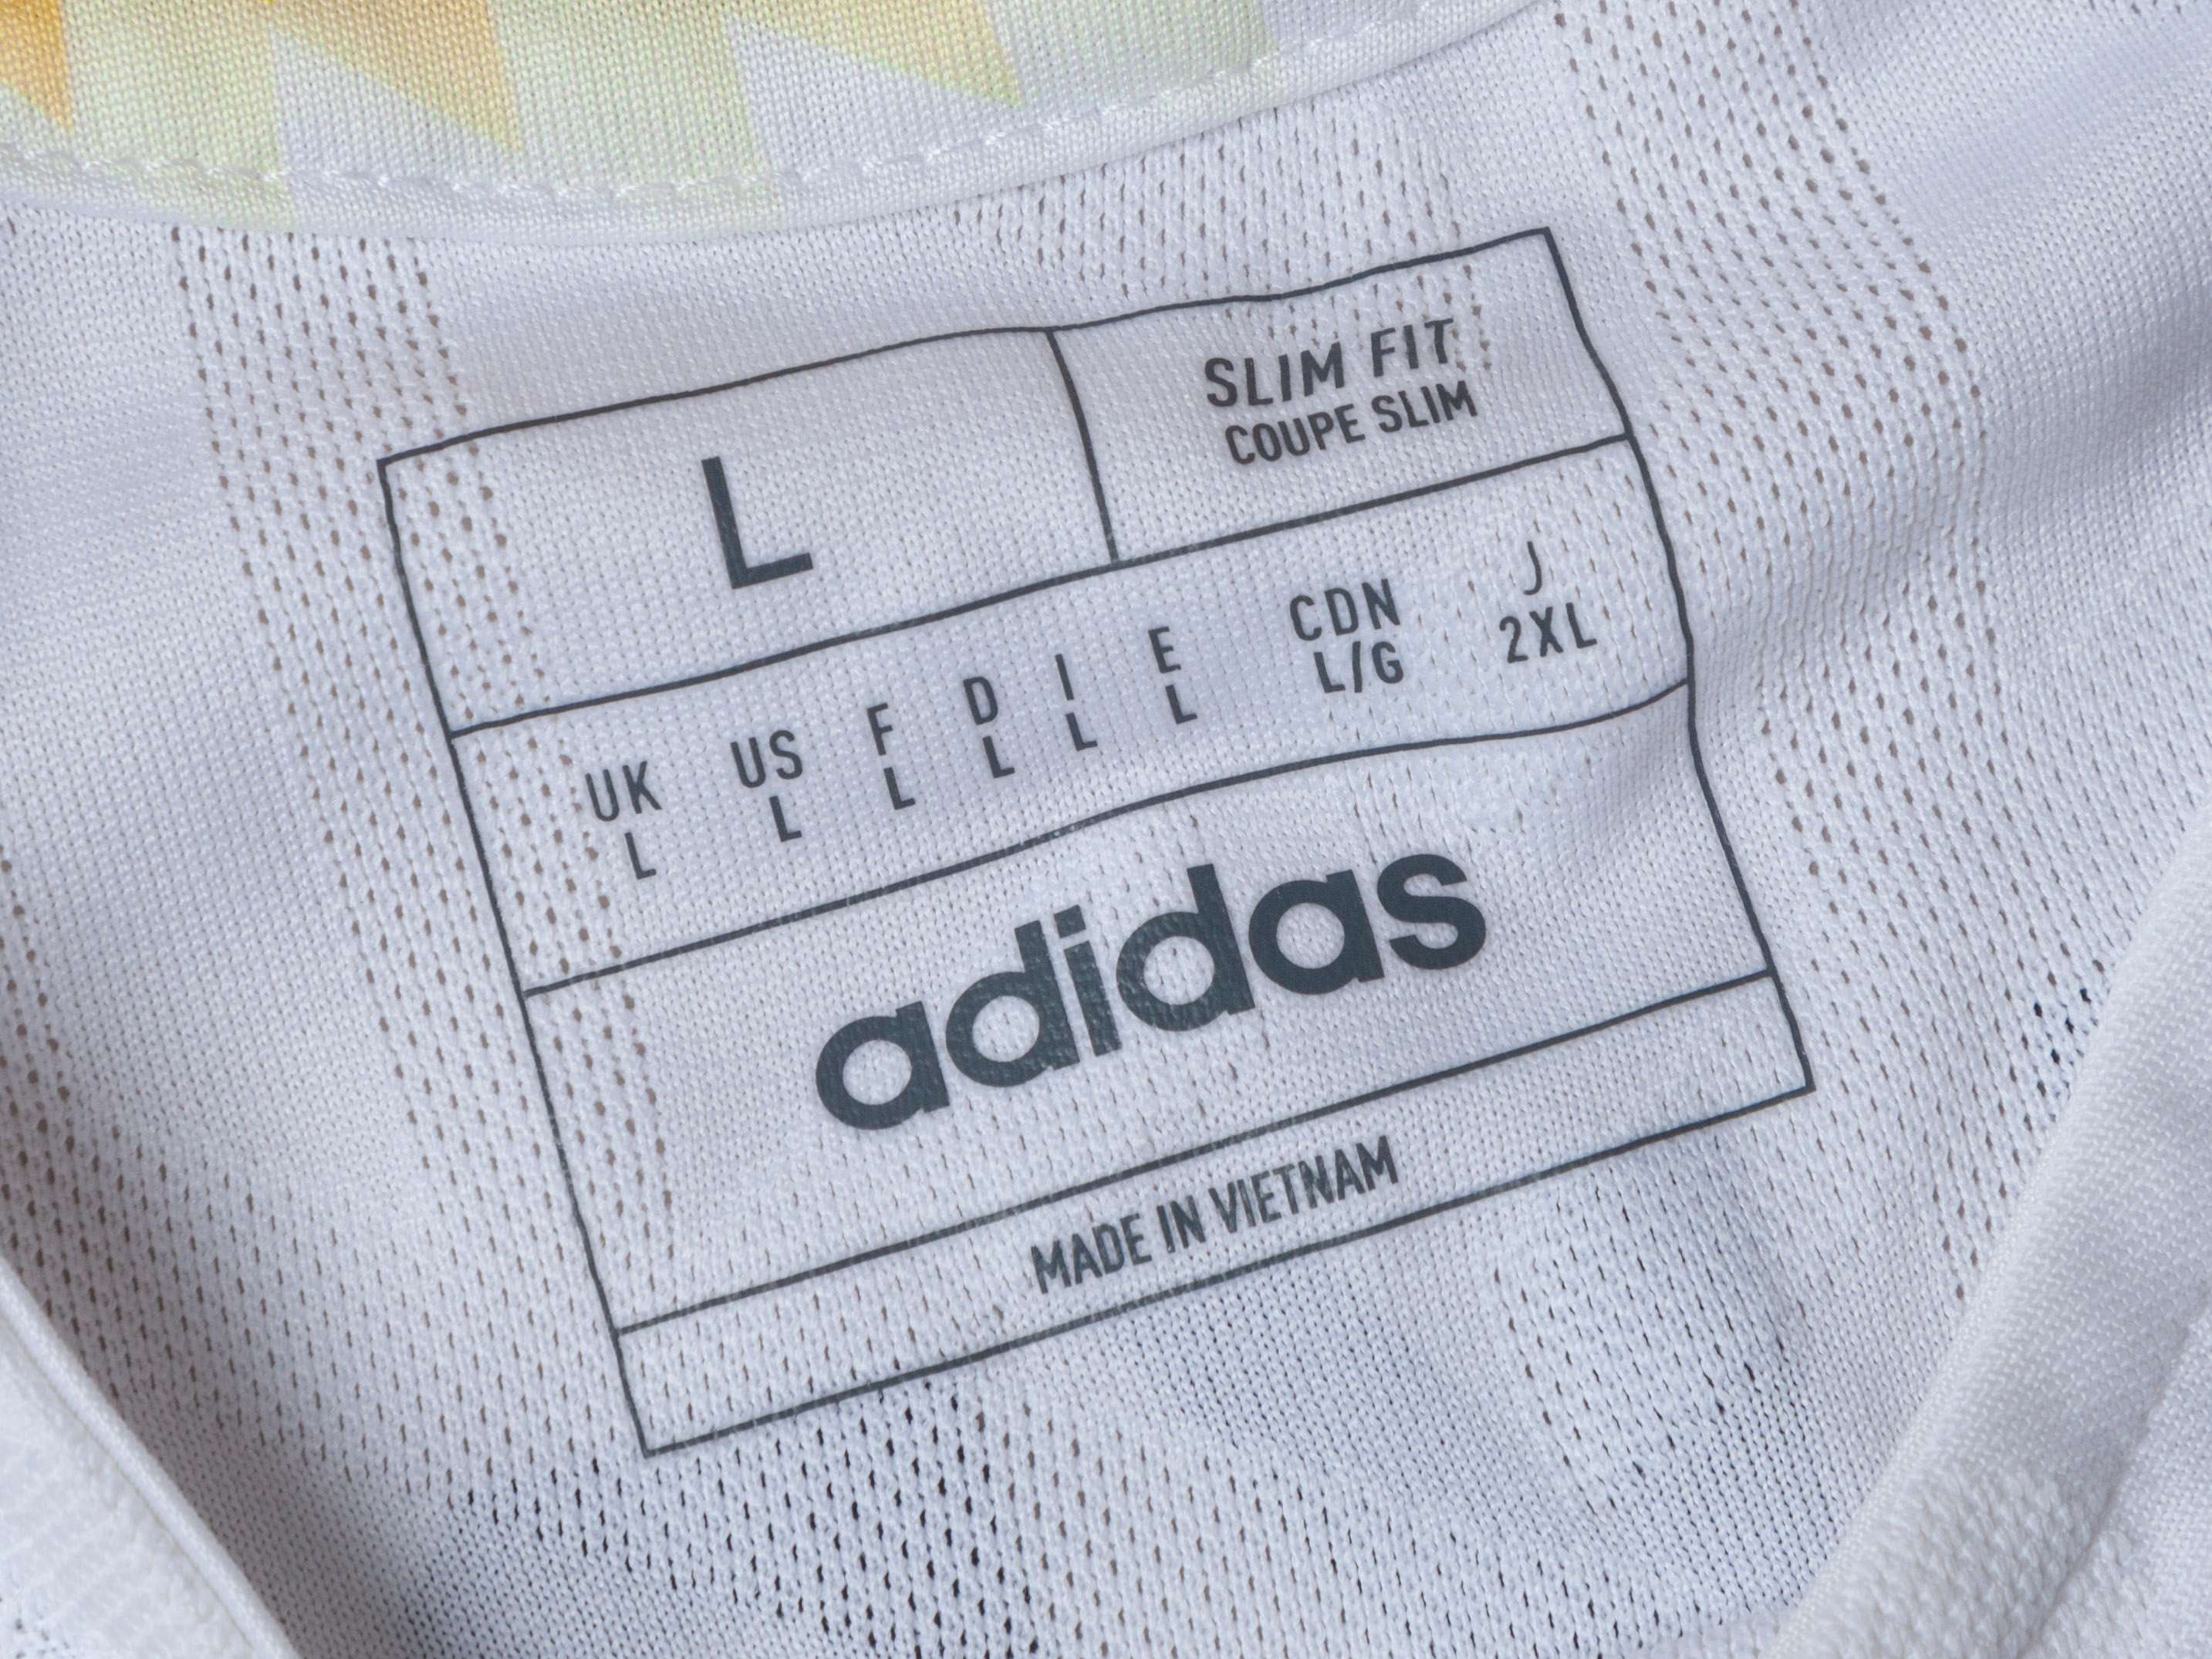 L
SLIM FIT
COUPE SLIM
UK US F D I E CDN J
L L L L L L L/G 2XL
adidas
MADE IN VIETNAM